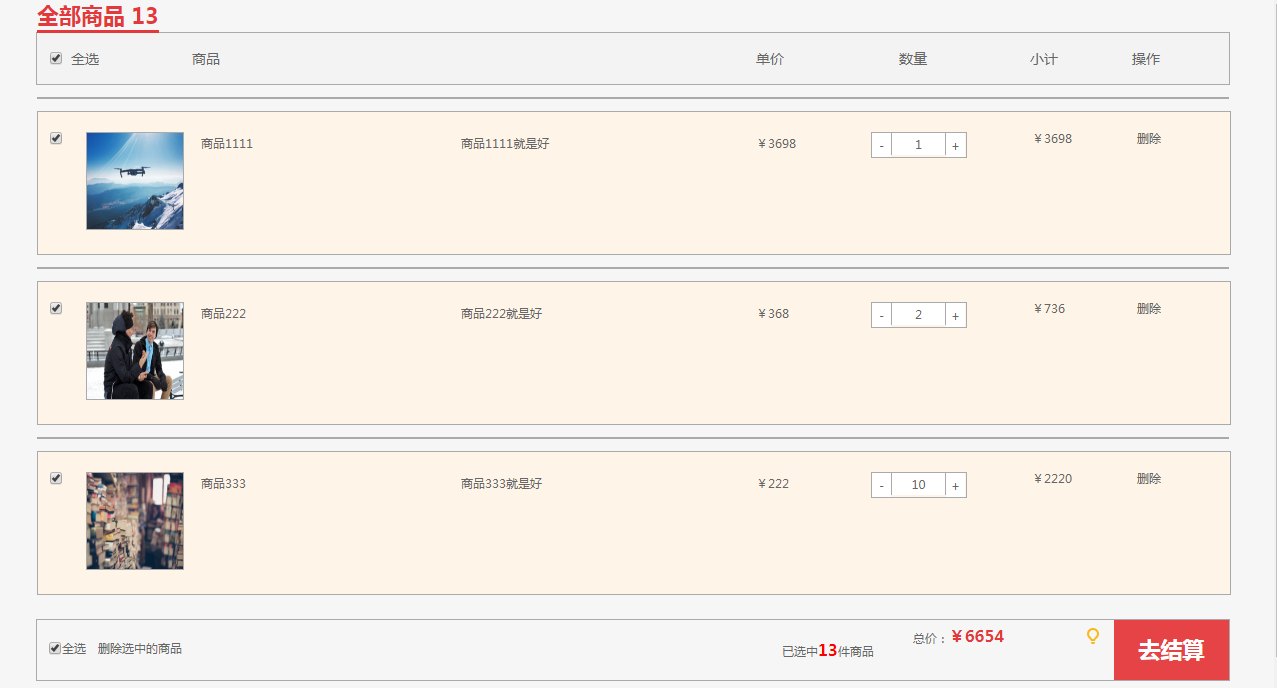 全部商品 13
全选 商品 单价 数量 小计 操作
商品1111 商品1111就是好 ￥3698 - 1 + ￥3698 删除
商品222 商品222就是好 ￥368 - 2 + ￥736 删除
商品333 商品333就是好 ￥222 - 10 + ￥2220 删除
全选 删除选中的商品 已选中13件商品 总价：￥6654 去结算